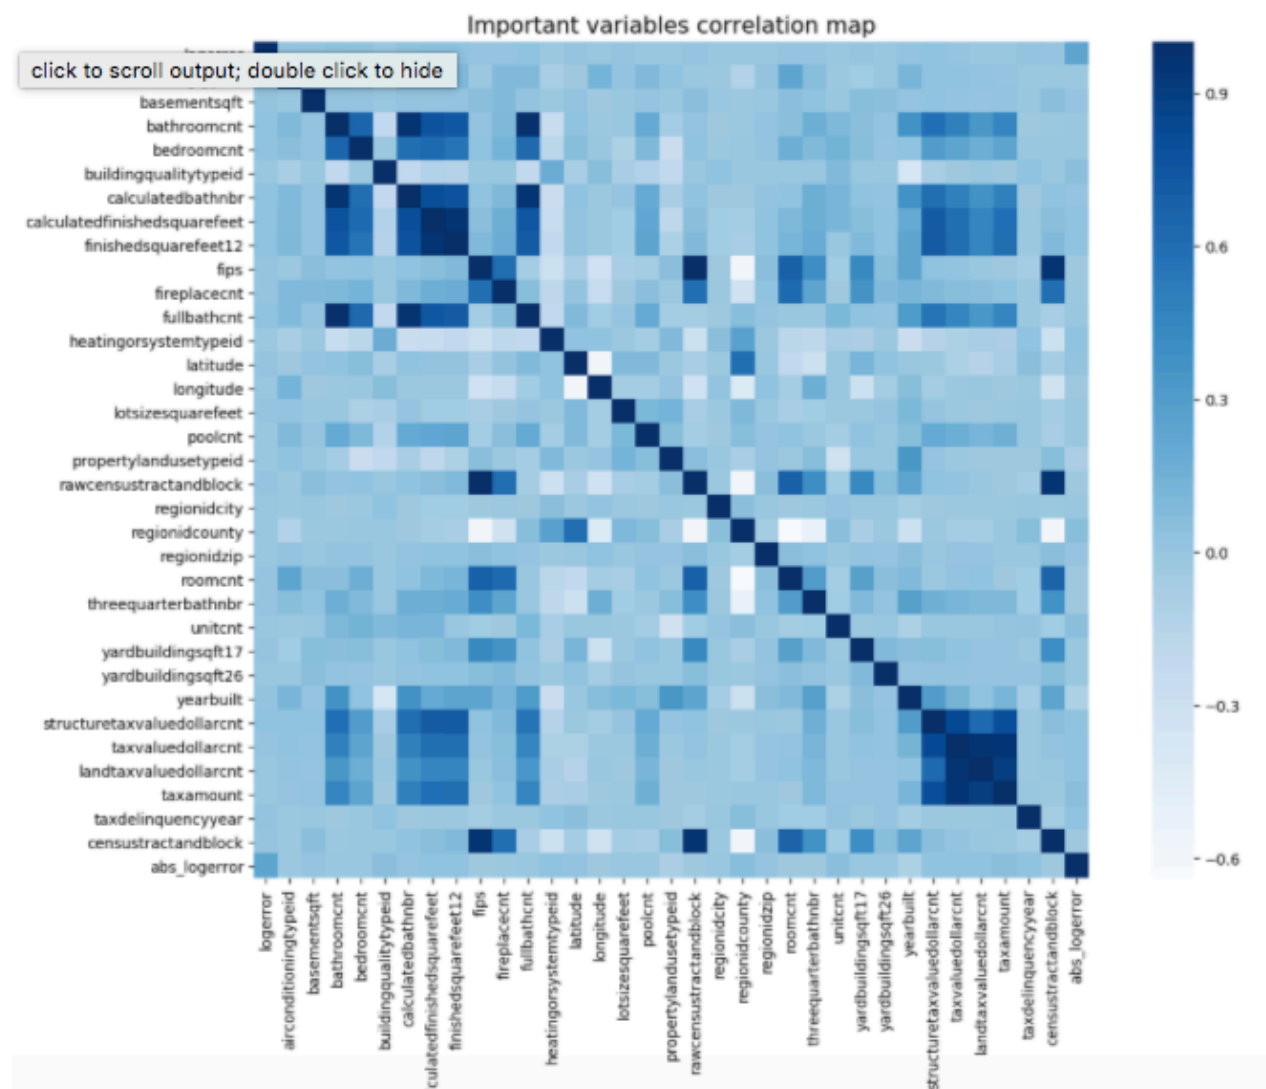 Important variables correlation map
click to scroll output; double click to hide
basementsqft
bathroomcnt
bedroomcnt
buildingqualitytypeid
calculatedbathnbr
calculatedfinishedsquarefeet
finishedsquarefeet12
fips
fireplacecnt
fullbathcnt
heatingorsystemtypeid
latitude
longitude
lotsizesquarefeet
poolcnt
propertylandusetypeid
rawcensustractandblock
regionidcity
regionidcounty
regionidzip
roomcnt
threequarterbathnbr
unitcnt
yardbuildingsqft17
yardbuildingsqft26
yearbuilt
structuretaxvaluedollarcnt
taxvaluedollarcnt
landtaxvaluedollarcnt
taxamount
taxdelinquencyyear
censustractandblock
abs_logerror
logerror
airconditioningtypeid
basementsqft
bathroomcnt
bedroomcnt
buildingqualitytypeid
calculatedbathnbr
culatedfinishedsquarefeet
finishedsquarefeet12
fips
fireplacecnt
fullbathcnt
heatingorsystemtypeid
latitude
longitude
lotsizesquarefeet
poolcnt
propertylandusetypeid
rawcensustractandblock
regionidcity
regionidcounty
regionidzip
roomcnt
threequarterbathnbr
unitcnt
yardbuildingsqft17
yardbuildingsqft26
yearbuilt
structuretaxvaluedollarcnt
taxvaluedollarcnt
landtaxvaluedollarcnt
taxamount
taxdelinquencyyear
censustractandblock
abs_logerror
0.9
0.6
0.3
0.0
−0.3
−0.6